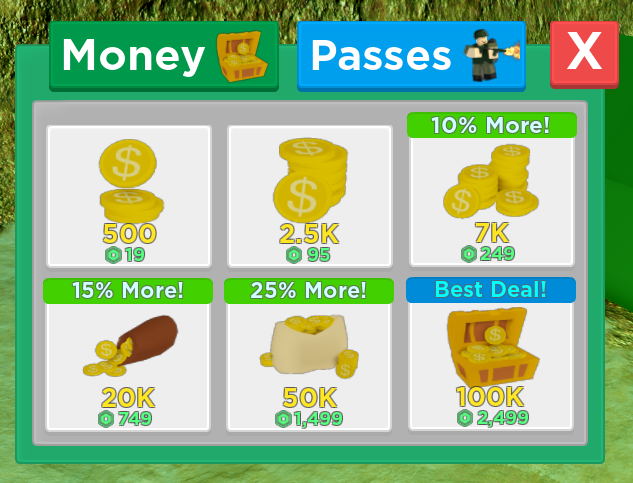 Money
Passes
X
500
19
2.5K
95
10% More!
7K
249
15% More!
20K
749
25% More!
50K
1,499
Best Deal!
100K
2,499